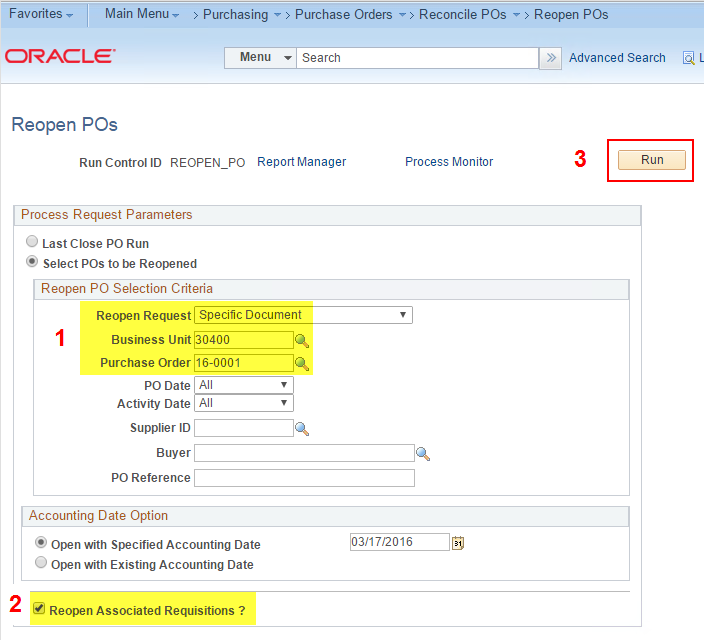 Favorites Main Menu > Purchasing > Purchase Orders > Reconcile POs > Reopen POs
ORACLE
Menu Search » Advanced Search L
Reopen POs
Run Control ID REOPEN_PO Report Manager Process Monitor 3 Run
Process Request Parameters
Last Close PO Run
Select POs to be Reopened
Reopen PO Selection Criteria
Reopen Request Specific Document
1 Business Unit 30400
Purchase Order 16-0001
PO Date All
Activity Date All
Supplier ID
Buyer
PO Reference
Accounting Date Option
Open with Specified Accounting Date 03/17/2016 31
Open with Existing Accounting Date
2 Reopen Associated Requisitions ?